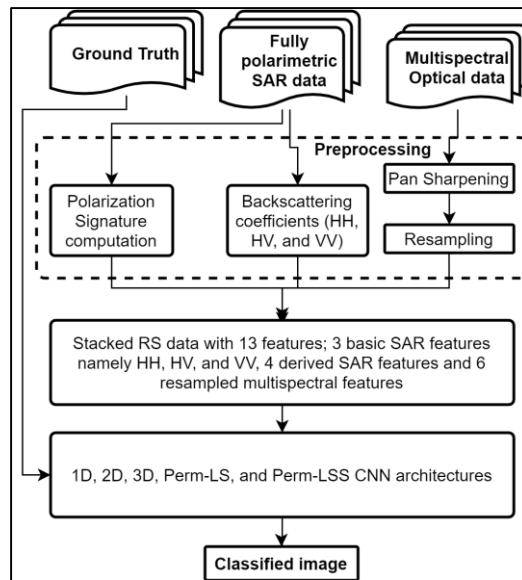 Ground Truth
Fully
polarimetric
SAR data
Multispectral
Optical data
Preprocessing
Polarization
Signature
computation
Backscattering
coefficients (HH,
HV, and VV)
Pan Sharpening
Resampling
Stacked RS data with 13 features; 3 basic SAR features
namely HH, HV, and VV, 4 derived SAR features and 6
resampled multispectral features
1D, 2D, 3D, Perm-LS, and Perm-LSS CNN architectures
Classified image